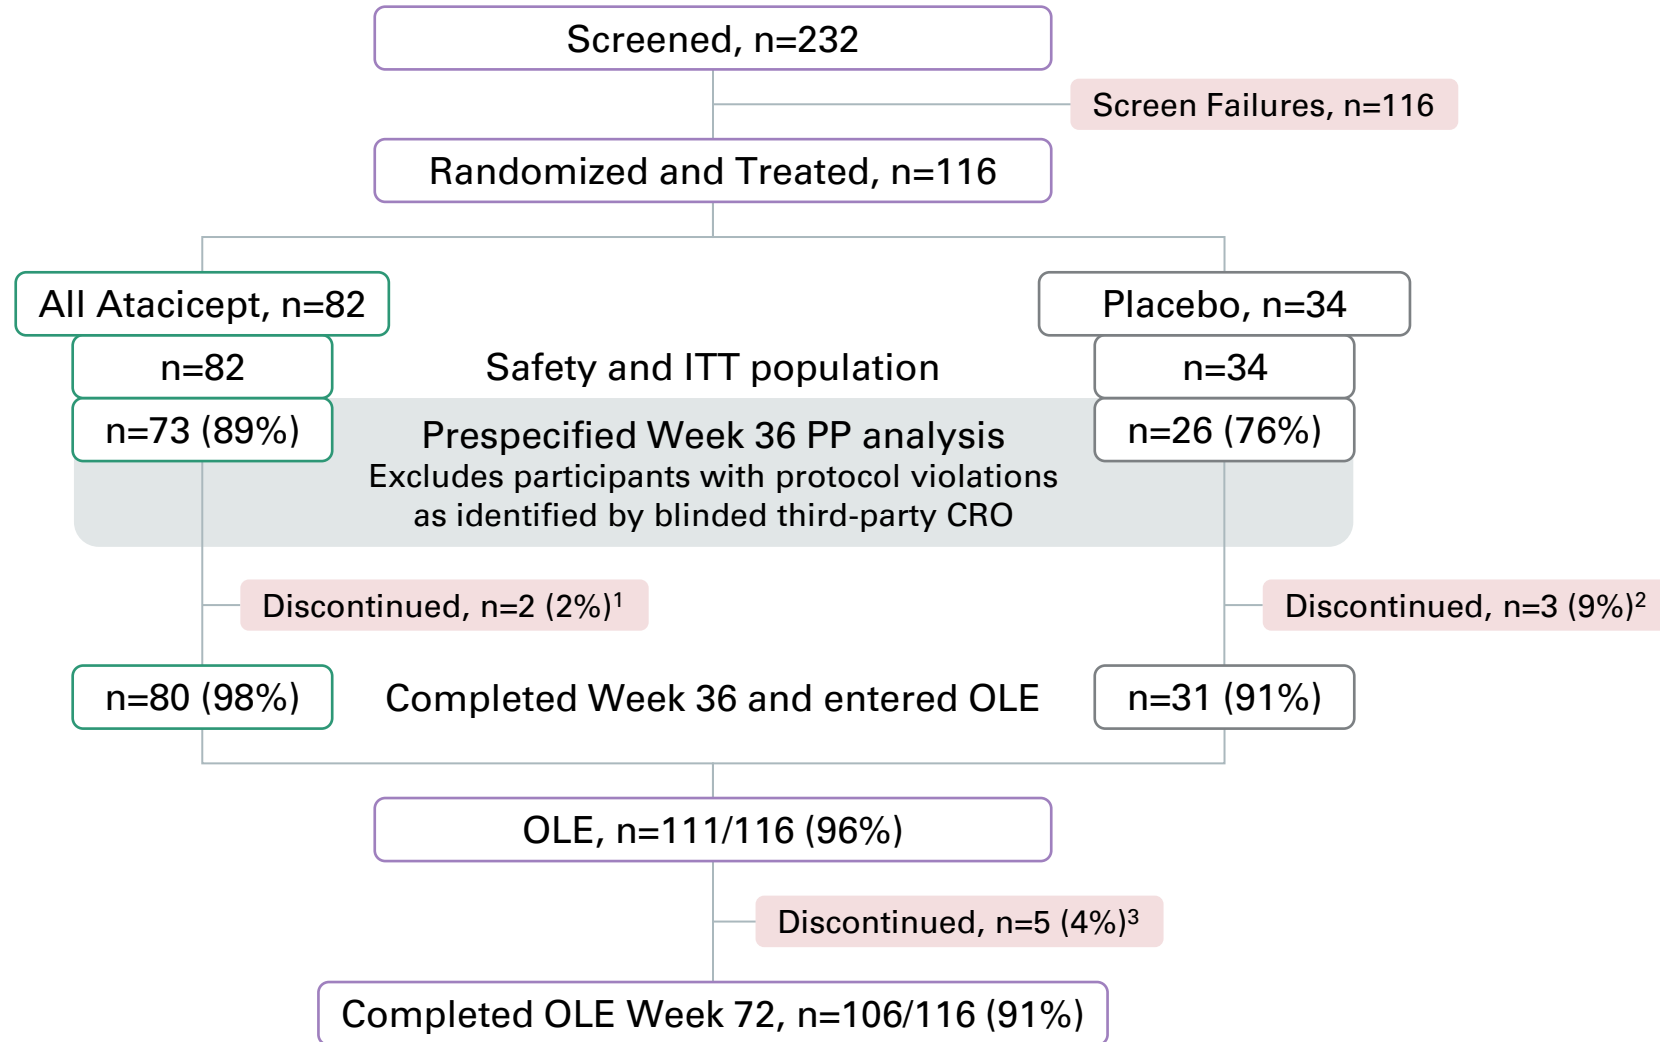 Screened, n=232
Screen Failures, n=116
Randomized and Treated, n=116
All Atacicept, n=82
Placebo, n=34
n=82
Safety and ITT population
n=34
n=73 (89%)
Prespecified Week 36 PP analysis
Excludes participants with protocol violations
as identified by blinded third-party CRO
n=26 (76%)
Discontinued, n=2 (2%)¹
Discontinued, n=3 (9%)²
n=80 (98%)
Completed Week 36 and entered OLE
n=31 (91%)
OLE, n=111/116 (96%)
Discontinued, n=5 (4%)³
Completed OLE Week 72, n=106/116 (91%)